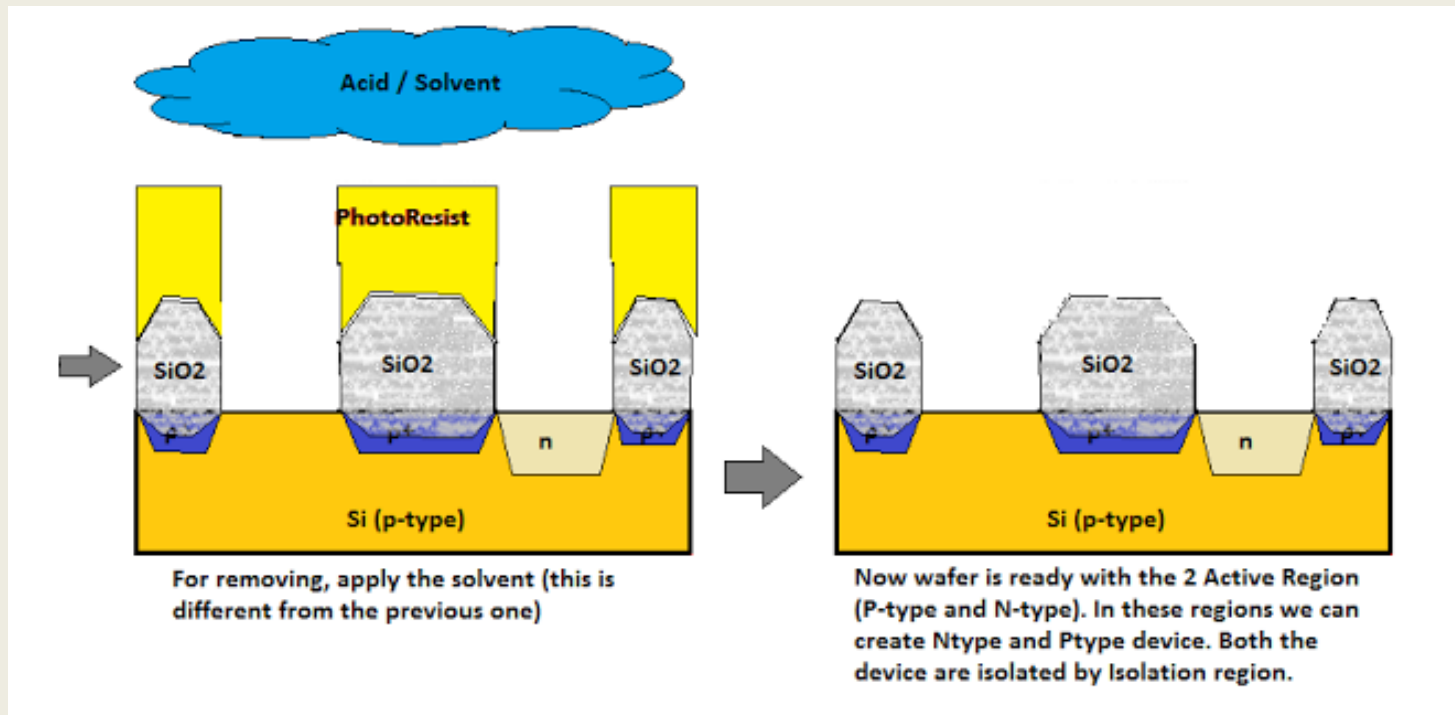 Acid / Solvent
PhotoResist
SiO2
SiO2
SiO2
P+
n
Si (p-type)
For removing, apply the solvent (this is
different from the previous one)
SiO2
SiO2
SiO2
P+
n
Si (p-type)
Now wafer is ready with the 2 Active Region
(P-type and N-type). In these regions we can
create Ntype and Ptype device. Both the
device are isolated by Isolation region.